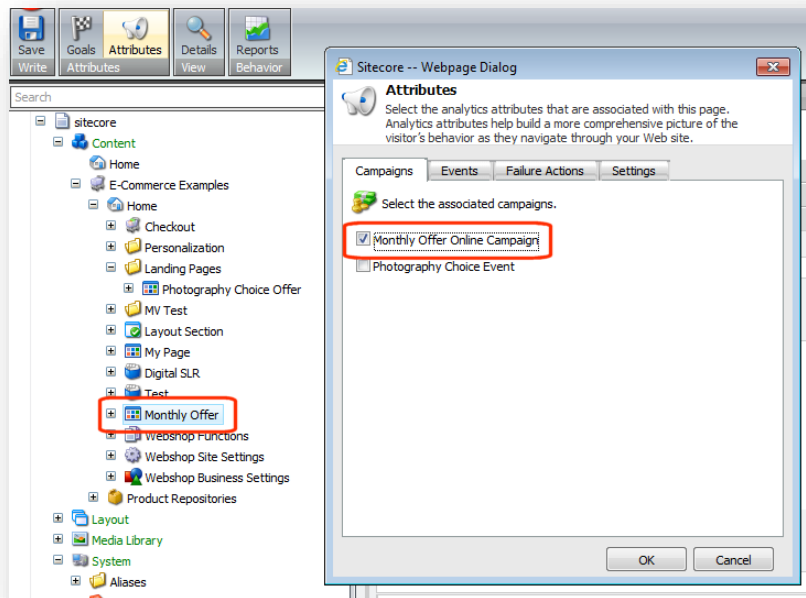 Save
Goals
Attributes
Details
Reports
Write
Attributes
View
Behavior
Search
sitecore
Content
Home
E-Commerce Examples
Home
Checkout
Personalization
Landing Pages
Photography Choice Offer
MV Test
Layout Section
My Page
Digital SLR
Test
Monthly Offer
Webshop Functions
Webshop Site Settings
Webshop Business Settings
Product Repositories
Layout
Media Library
System
Aliases
Sitecore -- Webpage Dialog
Attributes
Select the analytics attributes that are associated with this page.
Analytics attributes help build a more comprehensive picture of the
visitor's behavior as they navigate through your Web site.
Campaigns
Events
Failure Actions
Settings
Select the associated campaigns.
Monthly Offer Online Campaign
Photography Choice Event
OK
Cancel